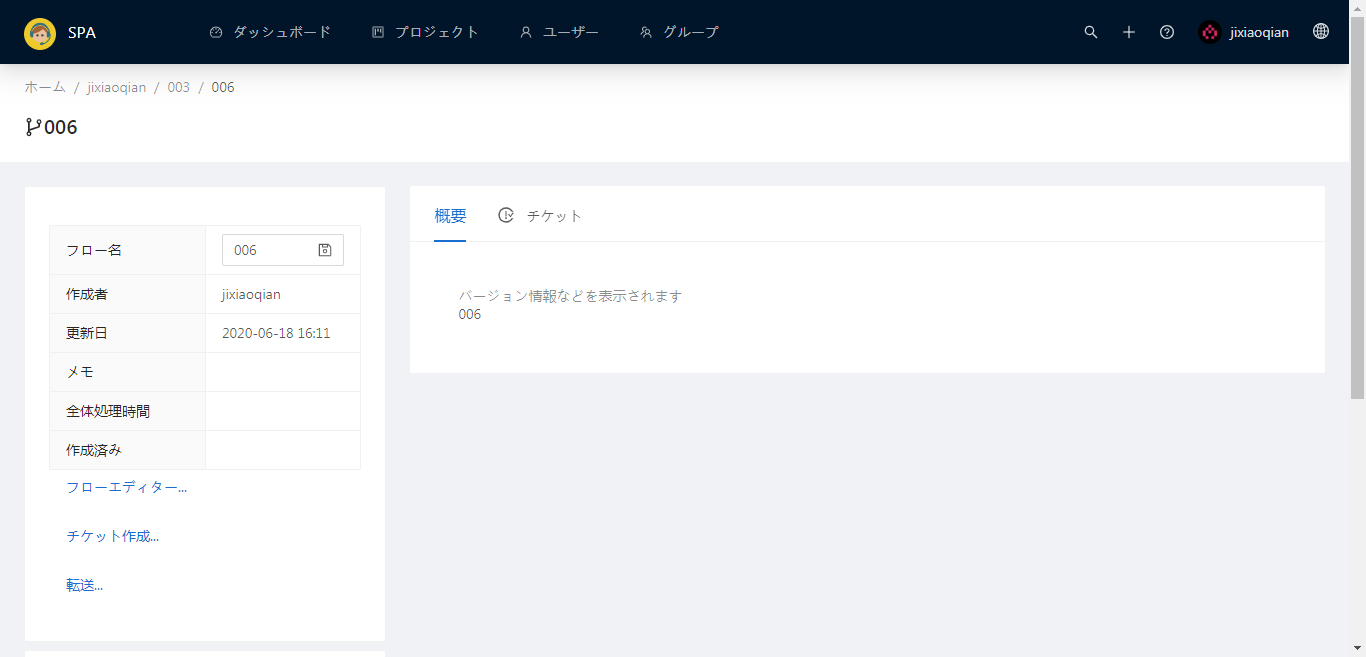 SPA ダッシュボード プロジェクト ユーザー グループ jixiaoqian
ホーム / jixiaoqian / 003 / 006
006
フロー名 006
作成者 jixiaoqian
更新日 2020-06-18 16:11
メモ
全体処理時間
作成済み
フローエディター...
チケット作成...
転送...
概要 チケット
バージョン情報などを表示されます
006